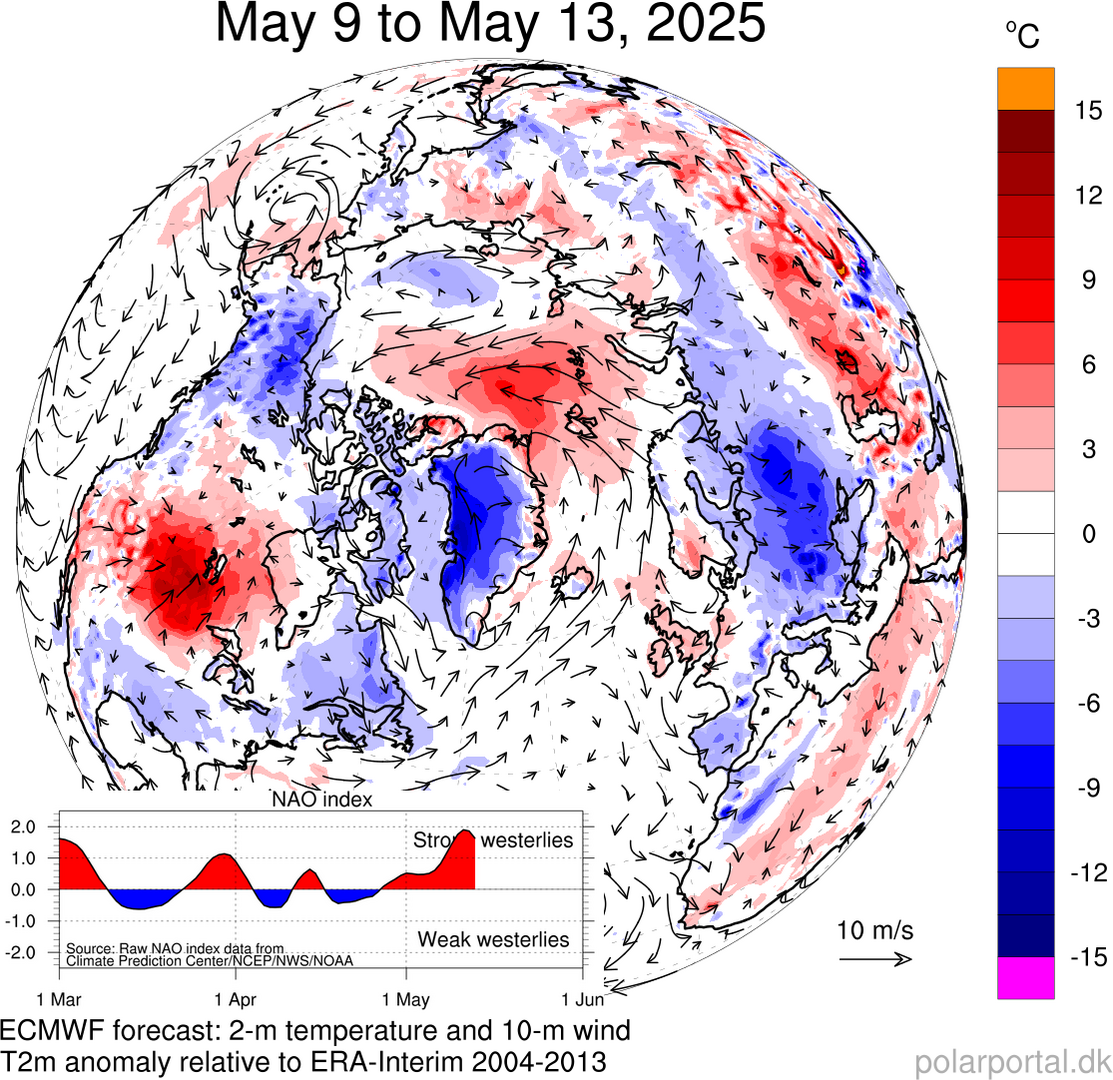 May 9 to May 13, 2025
oC
15
12
9
6
3
0
-3
-6
-9
-12
-15
10 m/s
NAO index
2.0
1.0
0.0
-1.0
-2.0
Strong westerlies
Weak westerlies
Source: Raw NAO index data from
Climate Prediction Center/NCEP/NWS/NOAA
1 Mar
1 Apr
1 May
1 Jun
ECMWF forecast: 2-m temperature and 10-m wind
T2m anomaly relative to ERA-Interim 2004-2013
polarportal.dk